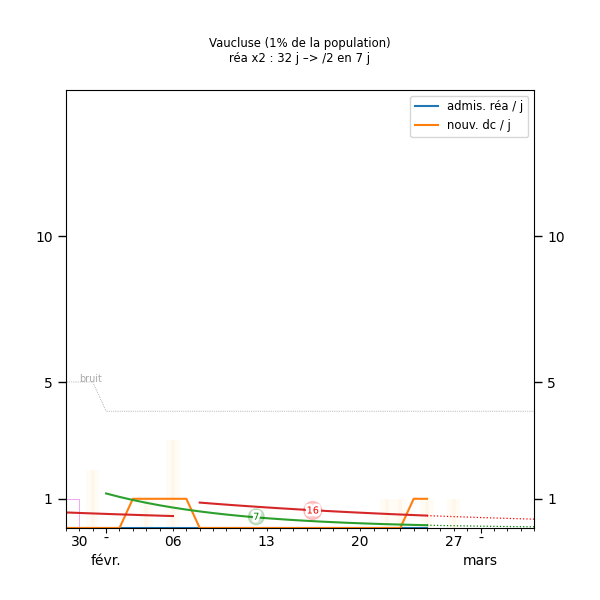 Vaucluse (1% de la population)
réa x2 : 32 j –> /2 en 7 j
admis. réa / j
nouv. dc / j
10 10
bruit
5 5
1 1
7 16
30 - 06 13 20 27 -
févr. mars